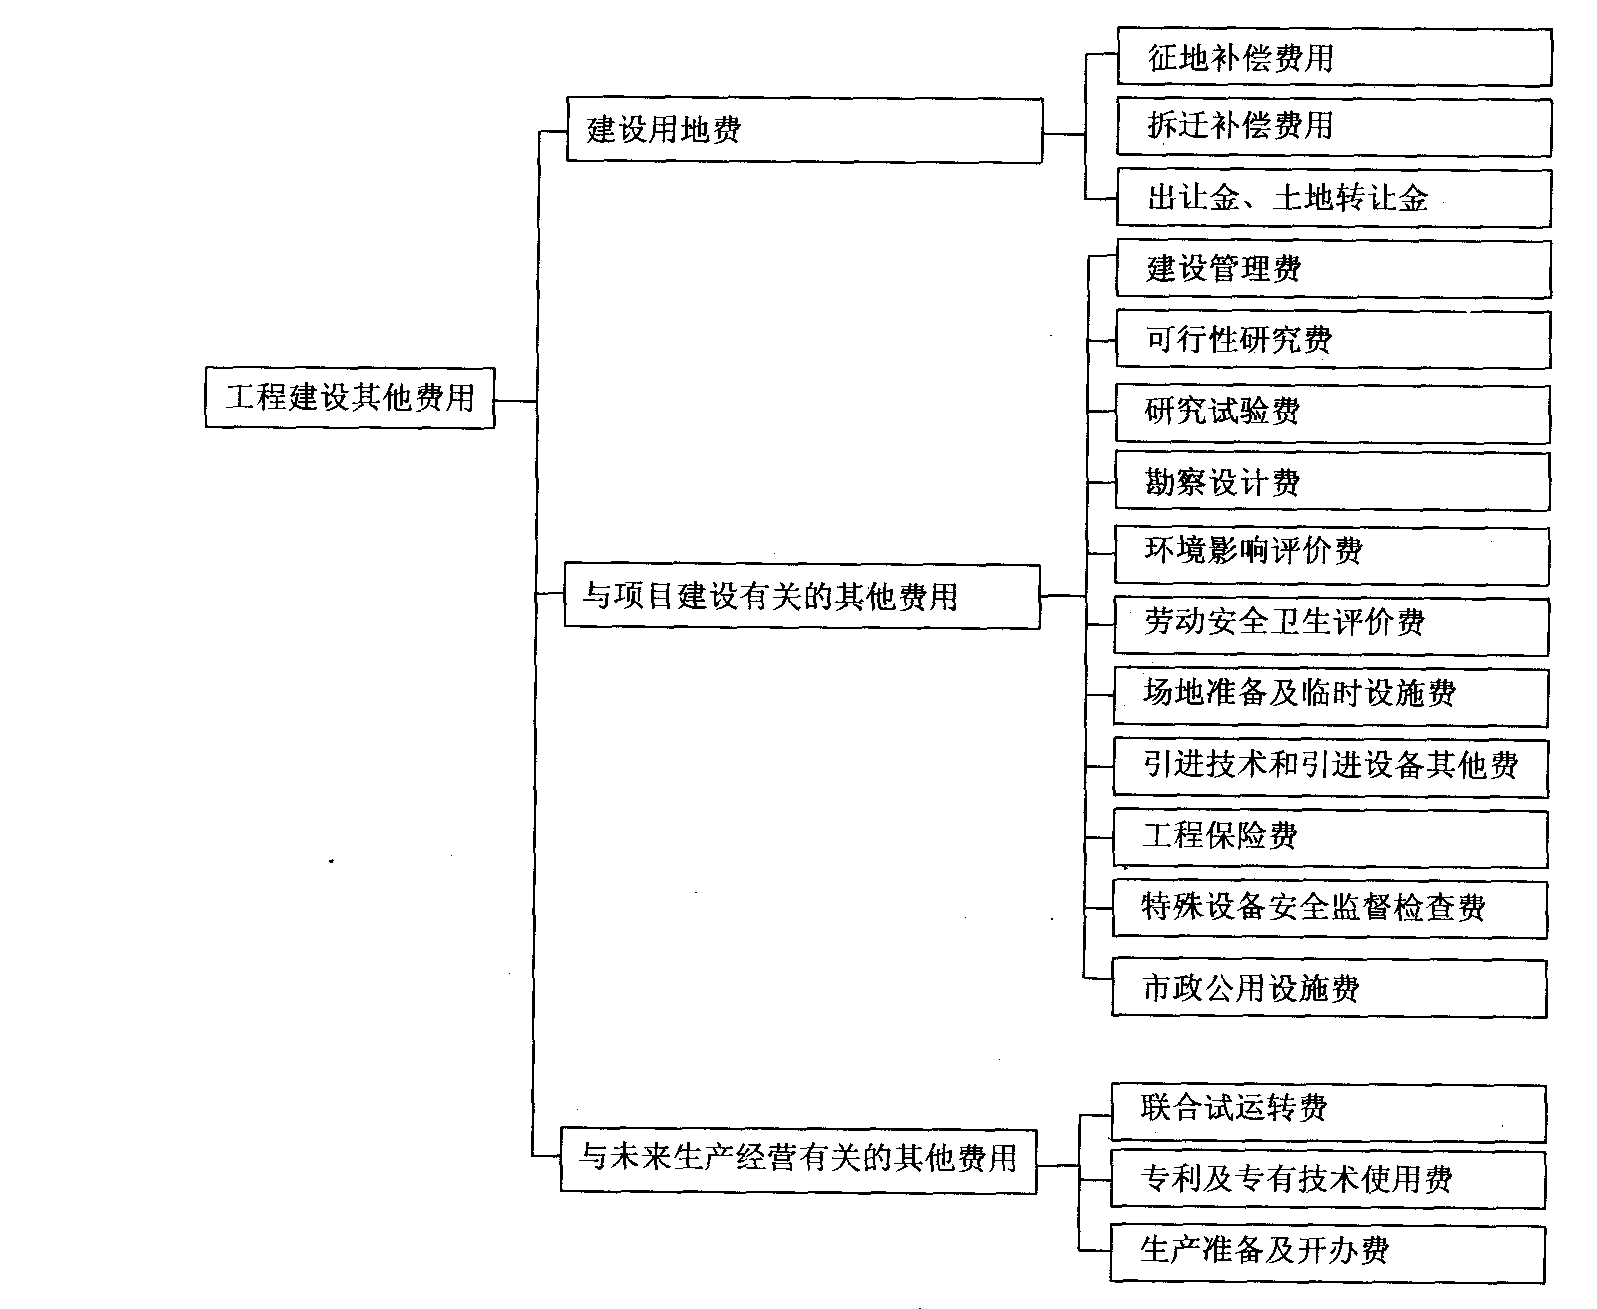 工程建设其他费用
建设用地费
征地补偿费用
拆迁补偿费用
出让金、土地转让金
与项目建设有关的其他费用
建设管理费
可行性研究费
研究试验费
勘察设计费
环境影响评价费
劳动安全卫生评价费
场地准备及临时设施费
引进技术和引进设备其他费
工程保险费
特殊设备安全监督检查费
市政公用设施费
与未来生产经营有关的其他费用
联合试运转费
专利及专有技术使用费
生产准备及开办费